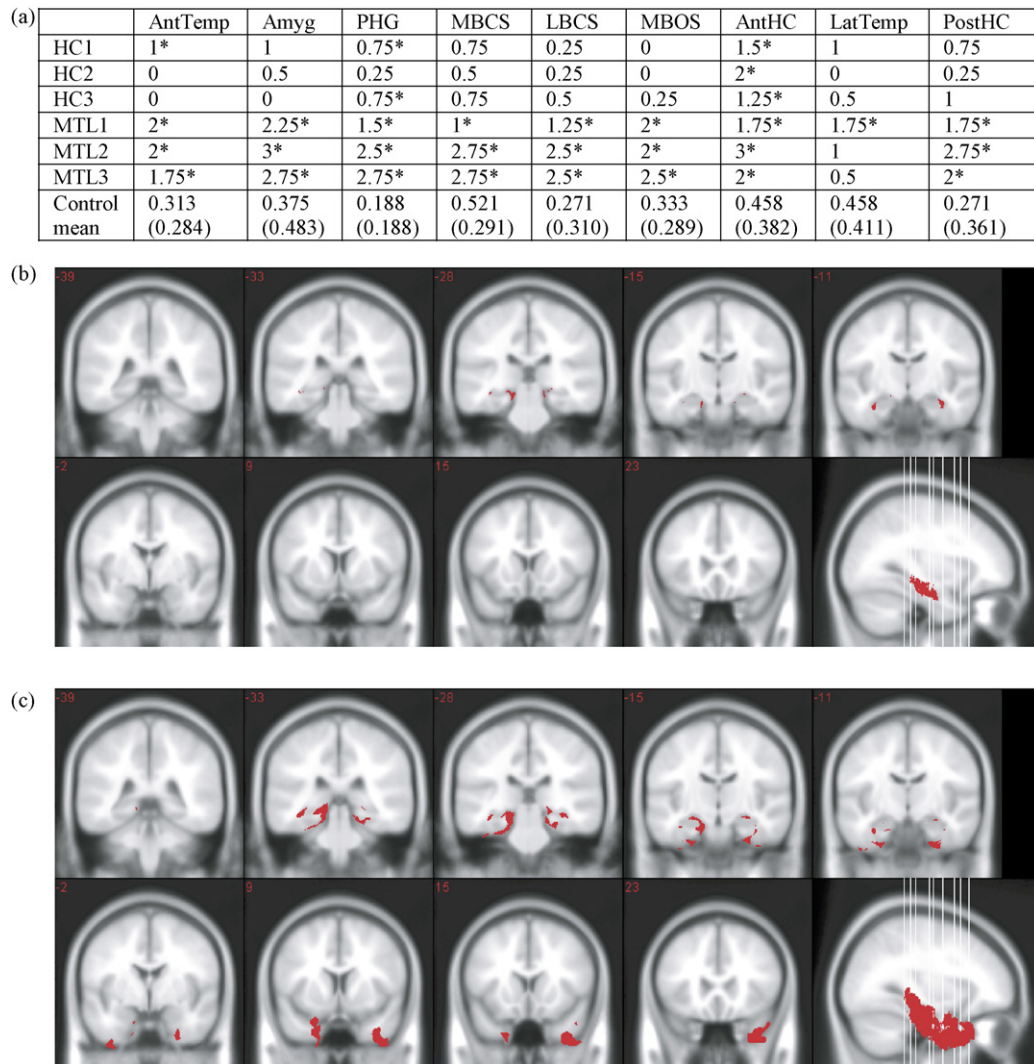 (a)
AntTemp Amyg PHG MBCS LBCS MBOS AntHC LatTemp PostHC
HC1 1* 1 0.75* 0.75 0.25 0 1.5* 1 0.75
HC2 0 0.5 0.25 0.5 0.25 0 2* 0 0.25
HC3 0 0 0.75* 0.75 0.5 0.25 1.25* 0.5 1
MTL1 2* 2.25* 1.5* 1* 1.25* 2* 1.75* 1.75* 1.75*
MTL2 2* 3* 2.5* 2.75* 2.5* 2* 3* 1 2.75*
MTL3 1.75* 2.75* 2.75* 2.75* 2.5* 2.5* 2* 0.5 2*
Control 0.313 0.375 0.188 0.521 0.271 0.333 0.458 0.458 0.271
mean (0.284) (0.483) (0.188) (0.291) (0.310) (0.289) (0.382) (0.411) (0.361)
(b)
-39 -33 -28 -15 -11
-2 9 15 23
(c)
-39 -33 -28 -15 -11
-2 9 15 23